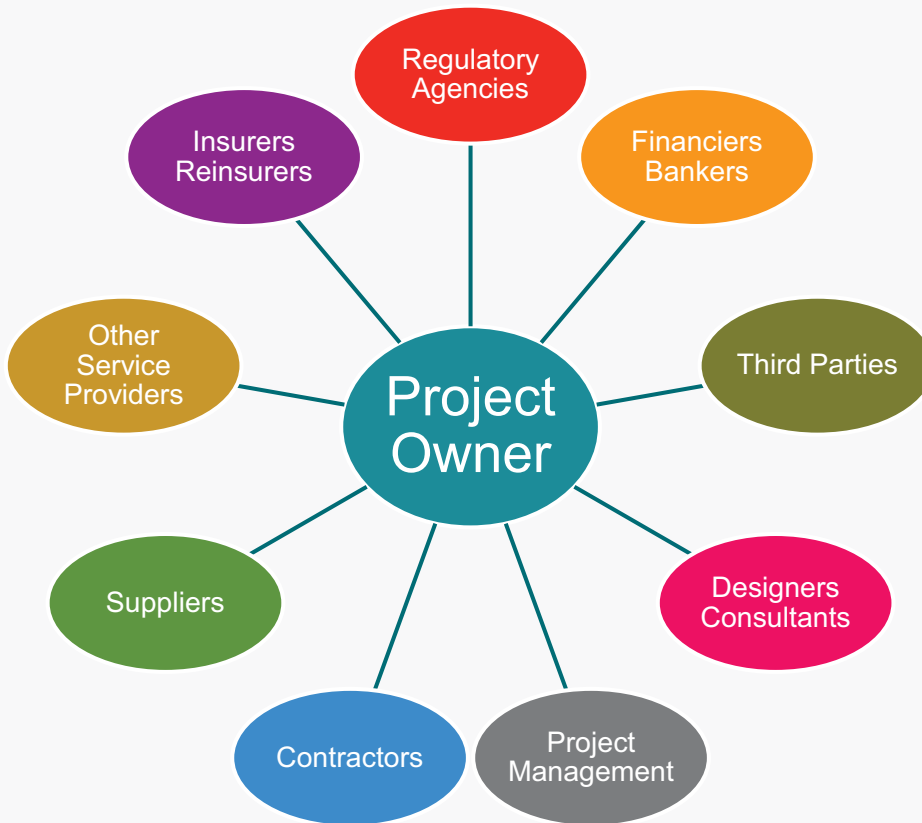 Regulatory
Agencies
Financiers
Bankers
Third Parties
Designers
Consultants
Project
Management
Contractors
Suppliers
Other
Service
Providers
Insurers
Reinsurers
Project
Owner